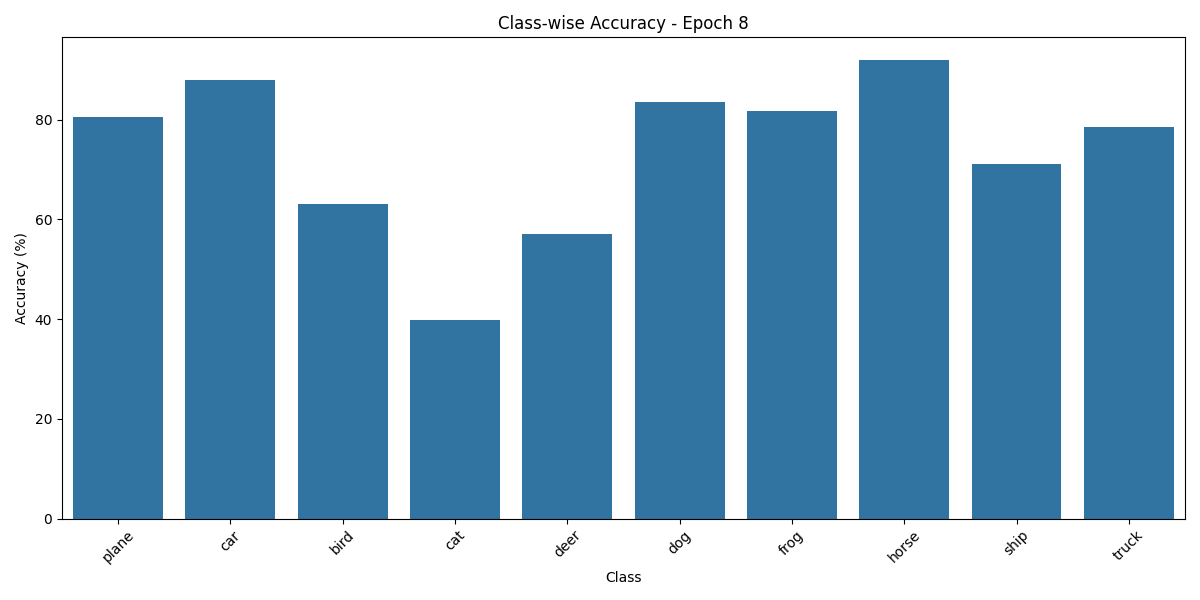 Class-wise Accuracy - Epoch 8
Accuracy (%)
80
60
40
20
0
plane
car
bird
cat
deer
dog
frog
horse
ship
truck
Class